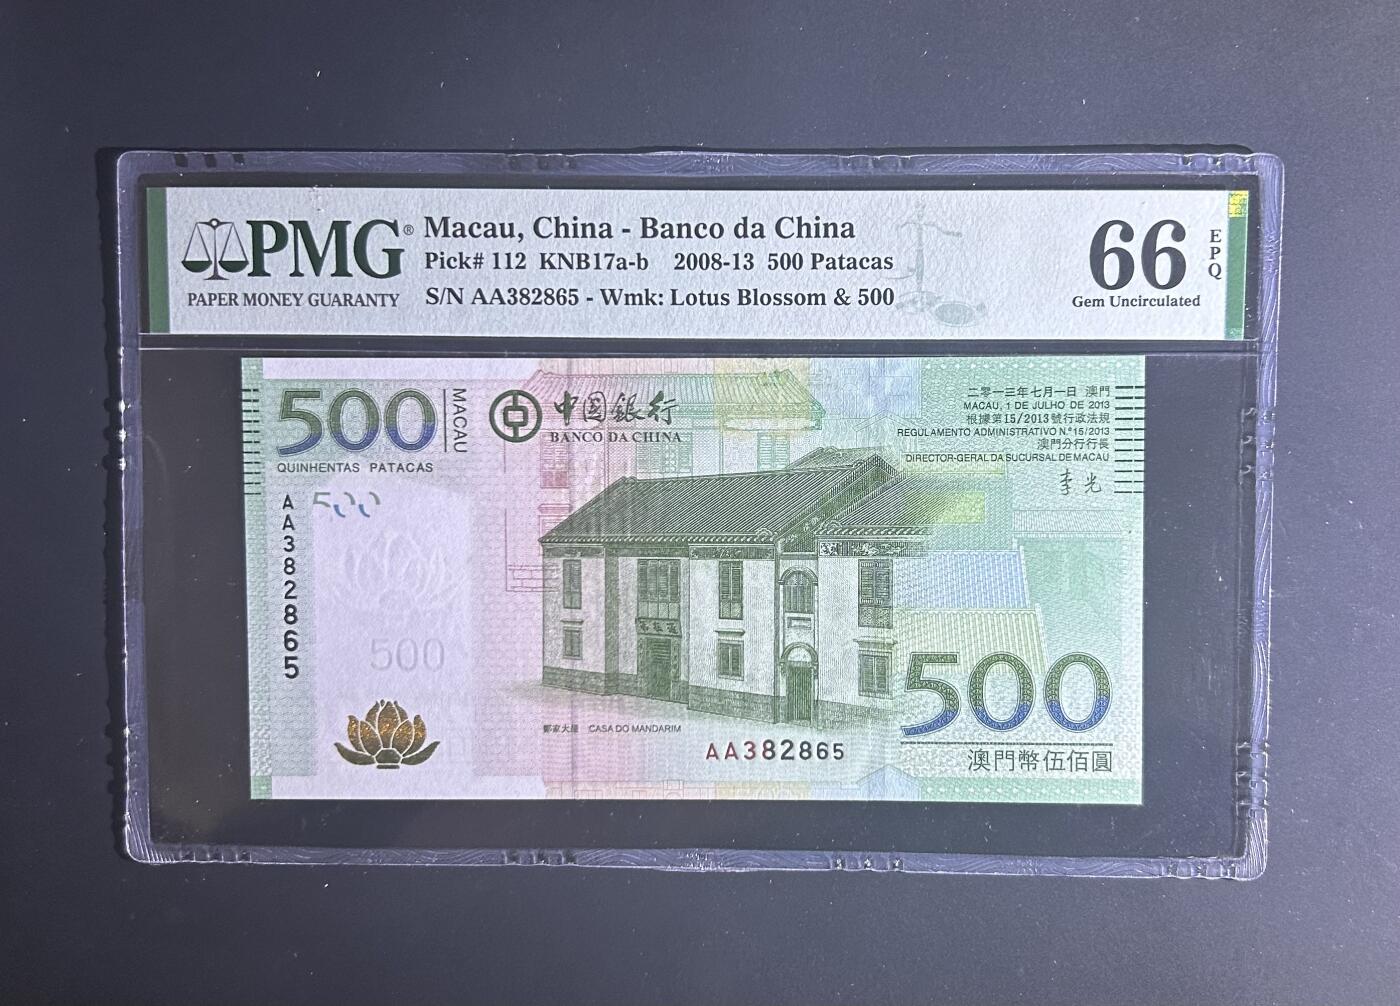 PMG®
PAPER MONEY GUARANTY
Macau, China - Banco da China
Pick# 112 KNB17a-b 2008-13 500 Patacas
S/N AA382865 - Wmk: Lotus Blossom & 500
66
Gem Uncirculated
EPQ
500
MACAU
QUINHENTAS PATACAS
中国銀行
BANCO DA CHINA
二零一三年七月一日 澳門
MACAU, 1 DE JULHO DE 2013
根據第15/2013號行政法規
REGULAMENTO ADMINISTRATIVO N.º 15/2013
澳門分行行長
DIRECTOR-GERAL DA SUCURSAL DE MACAU
李光
AA382865
500
500
鄭家大屋 CASA DO MANDARIM
AA382865
500
澳門幣伍佰圓